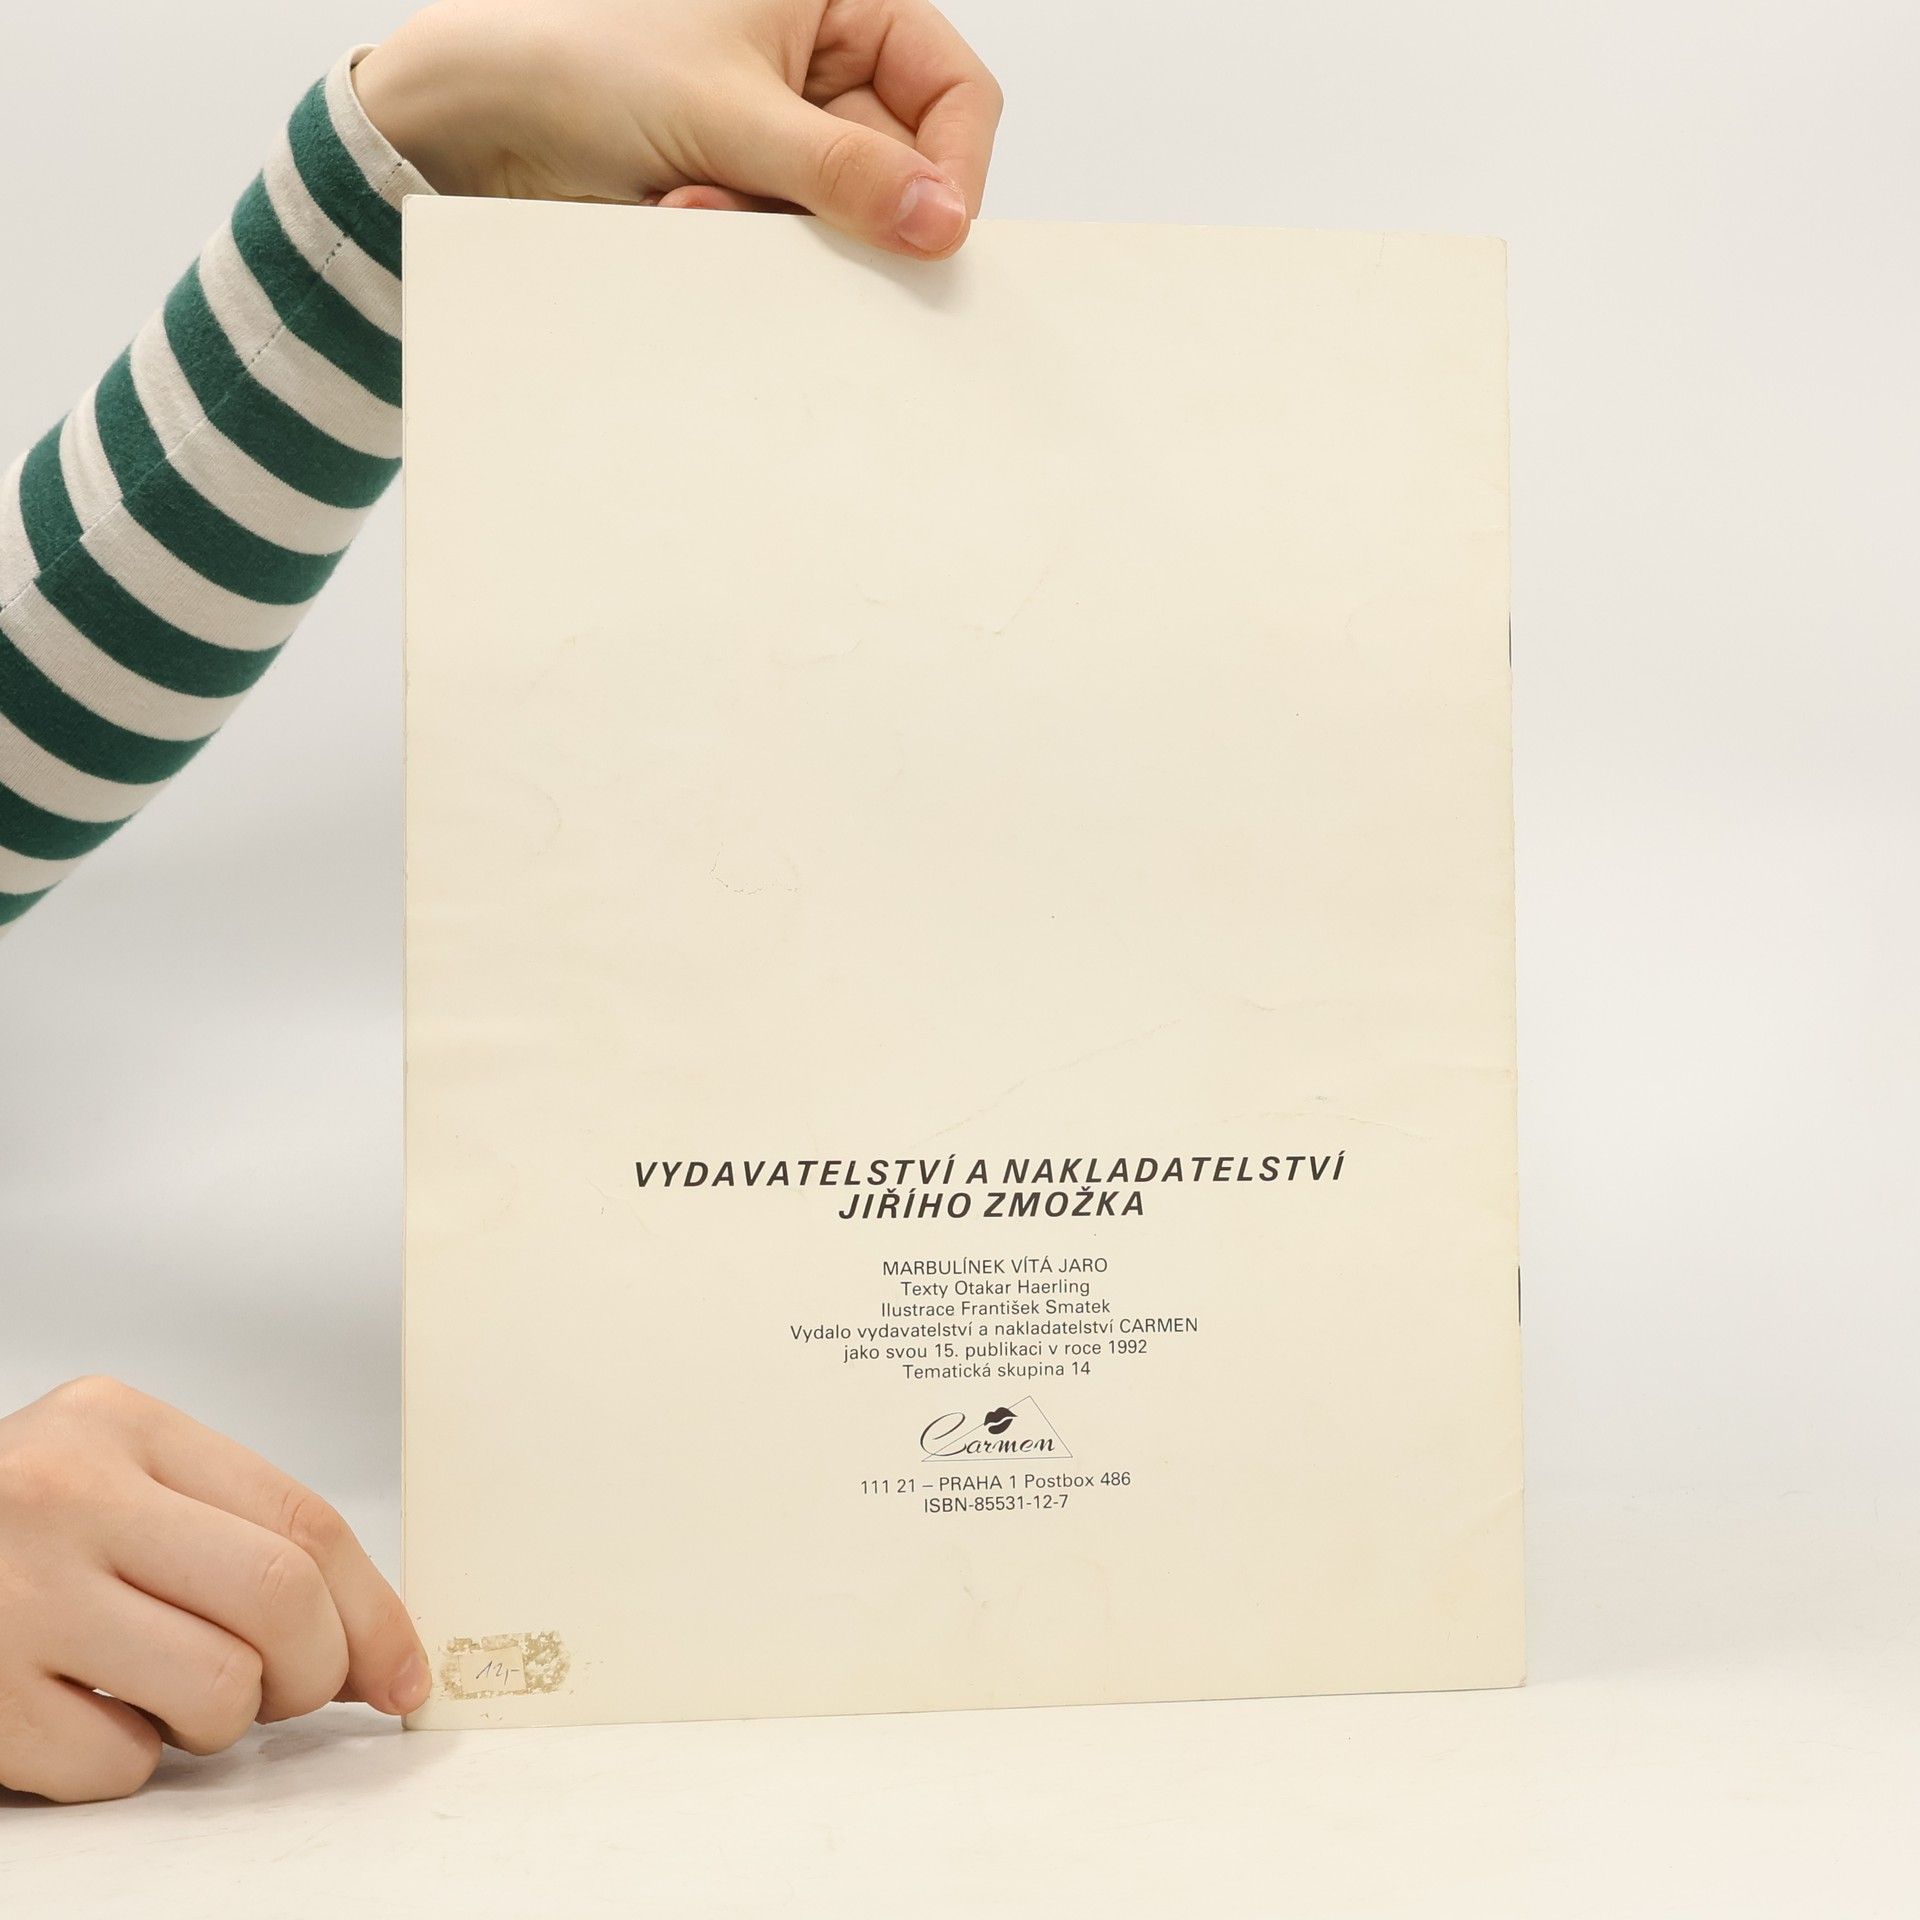 VYDAVATELSTVÍ A NAKLADATELSTVÍ
JIŘÍHO ZMOŽKA
MARBULÍNEK VÍTÁ JARO
Texty Otakar Haerling
Ilustrace František Smatek
Vydalo vydavatelství a nakladatelství CARMEN
jako svou 15. publikaci v roce 1992
Tematická skupina 14
Carmen
111 21 – PRAHA 1 Postbox 486
ISBN-85531-12-7
12,-